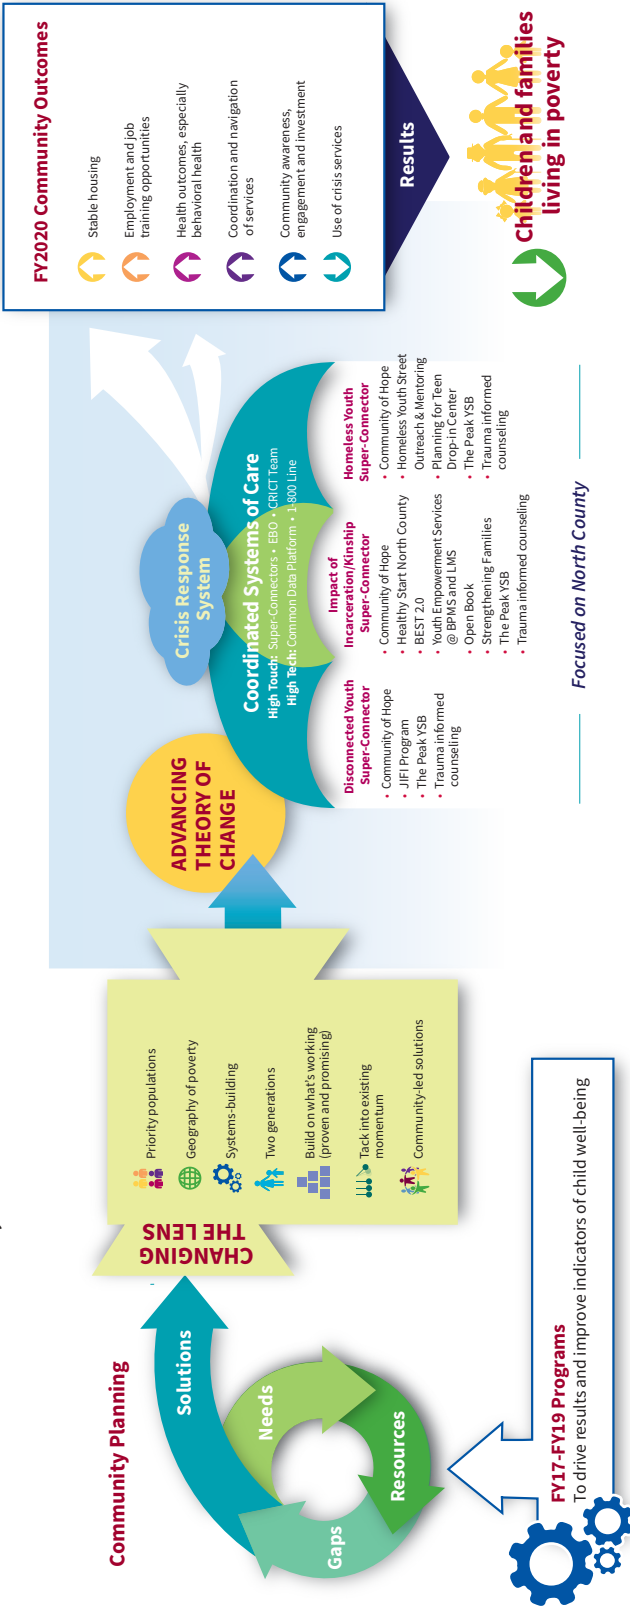 Community Planning
Solutions
Needs
Resources
Gaps
FY17-FY19 Programs
To drive results and improve indicators of child well-being
CHANGING
THE LENS
Priority populations
Geography of poverty
Systems-building
Two generations
Build on what's working
(proven and promising)
Tack into existing
momentum
Community-led solutions
ADVANCING
THEORY OF
CHANGE
Crisis Response
System
Coordinated Systems of Care
High Touch: Super-Connectors • EBO • CRICT Team
High Tech: Common Data Platform • 1-800 Line
Disconnected Youth
Super-Connector
• Community of Hope
• JIFI Program
• The Peak YSB
• Trauma informed
counseling
Impact of
Incarceration/Kinship
Super-Connector
• Community of Hope
• Healthy Start North County
• BEST 2.0
• Youth Empowerment Services
@ BPMS and LMS
• Open Book
• Strengthening Families
• The Peak YSB
• Trauma informed counseling
Homeless Youth
Super-Connector
• Community of Hope
• Homeless Youth Street
Outreach & Mentoring
• Planning for Teen
Drop-in Center
• The Peak YSB
• Trauma informed
counseling
Focused on North County
FY2020 Community Outcomes
Stable housing
Employment and job
training opportunities
Health outcomes, especially
behavioral health
Coordination and navigation
of services
Community awareness,
engagement and investment
Use of crisis services
Results
Children and families
living in poverty